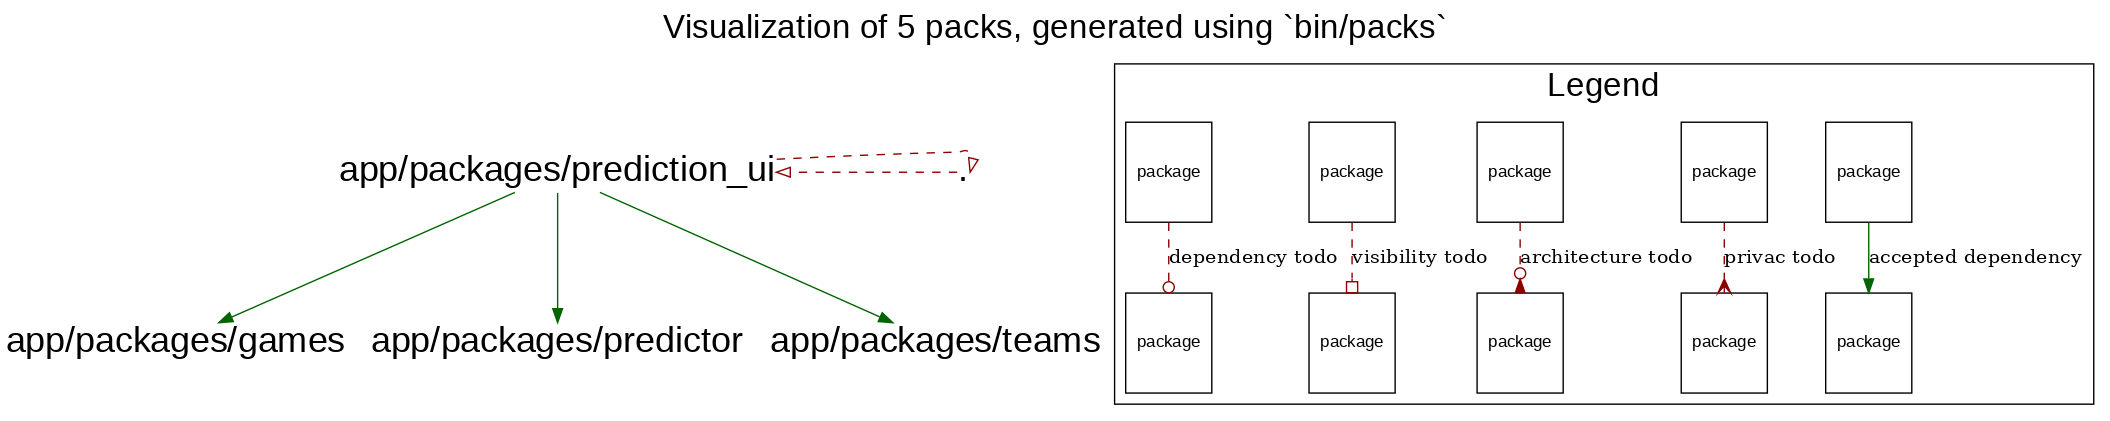 Visualization of 5 packs, generated using `bin/packs`
Legend
app/packages/prediction_ui
.
package
package
package
package
package
dependency todo
visibility todo
architecture todo
privac todo
accepted dependency
app/packages/games
app/packages/predictor
app/packages/teams
package
package
package
package
package